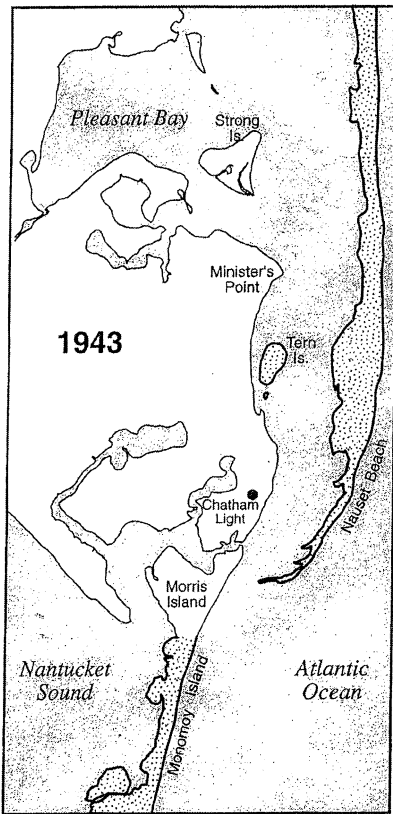 Pleasant Bay
Strong
Is.
Minister's
Point
1943
Tern
Is.
Chatham
Light
Nauset Beach
Morris
Island
Nantucket
Sound
Monomoy Island
Atlantic
Ocean